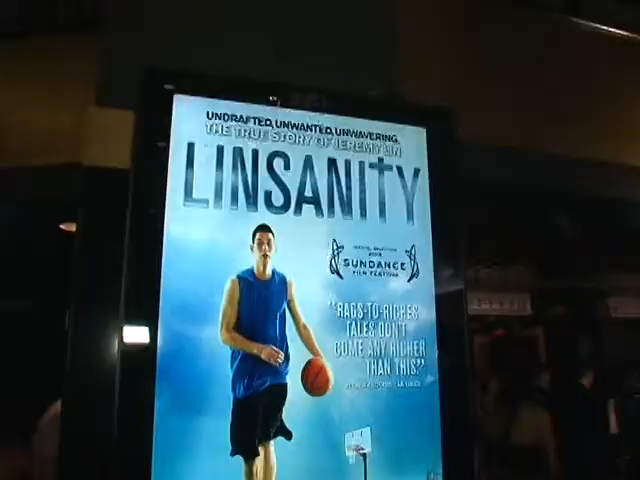 UNDRAFTED, UNWANTED, UNWAVERING.
THE TRUE STORY OF JEREMY LIN
LINSANITY
SUNDANCE
FILM FESTIVAL
"RAGS-TO-RICHES
TALES DON'T
COME ANY RICHER
THAN THIS"